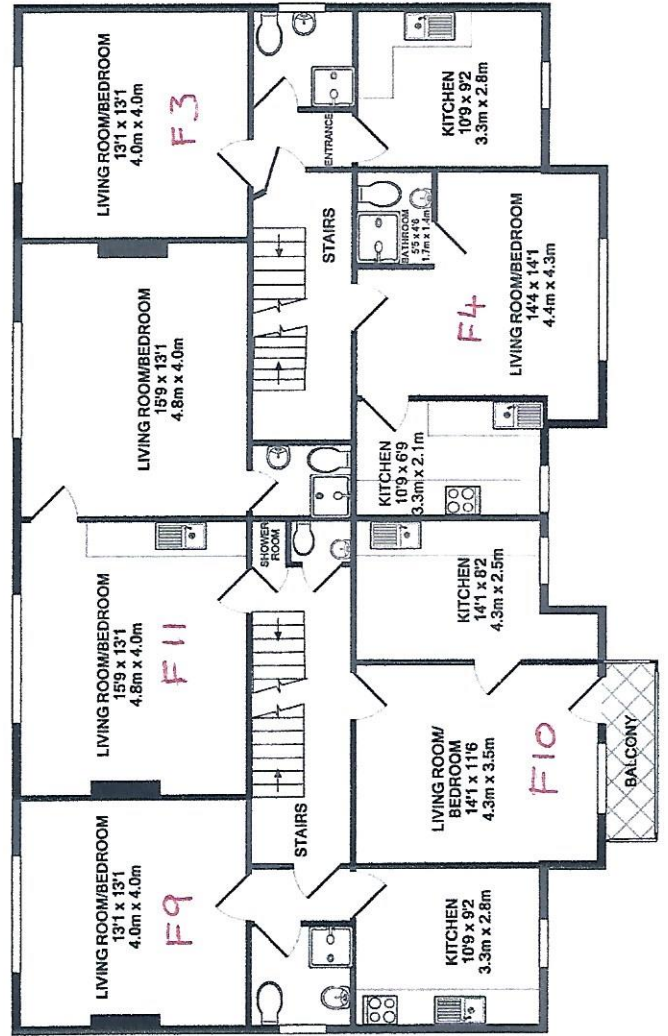 LIVING ROOM/BEDROOM
13'1 x 13'1
4.0m x 4.0m
F3
ENTRANCE
KITCHEN
10'9 x 9'2
3.3m x 2.8m
LIVING ROOM/BEDROOM
15'9 x 13'1
4.8m x 4.0m
STAIRS
BATHROOM
5'5 x 4'6
1.7m x 1.4m
LIVING ROOM/BEDROOM
14'4 x 14'1
4.4m x 4.3m
F4
KITCHEN
10'9 x 6'9
3.3m x 2.1m
LIVING ROOM/BEDROOM
15'9 x 13'1
4.8m x 4.0m
F11
SHOWER
ROOM
KITCHEN
14'1 x 8'2
4.3m x 2.5m
STAIRS
LIVING ROOM/
BEDROOM
14'1 x 11'6
4.3m x 3.5m
F10
BALCONY
LIVING ROOM/BEDROOM
13'1 x 13'1
4.0m x 4.0m
F9
KITCHEN
10'9 x 9'2
3.3m x 2.8m